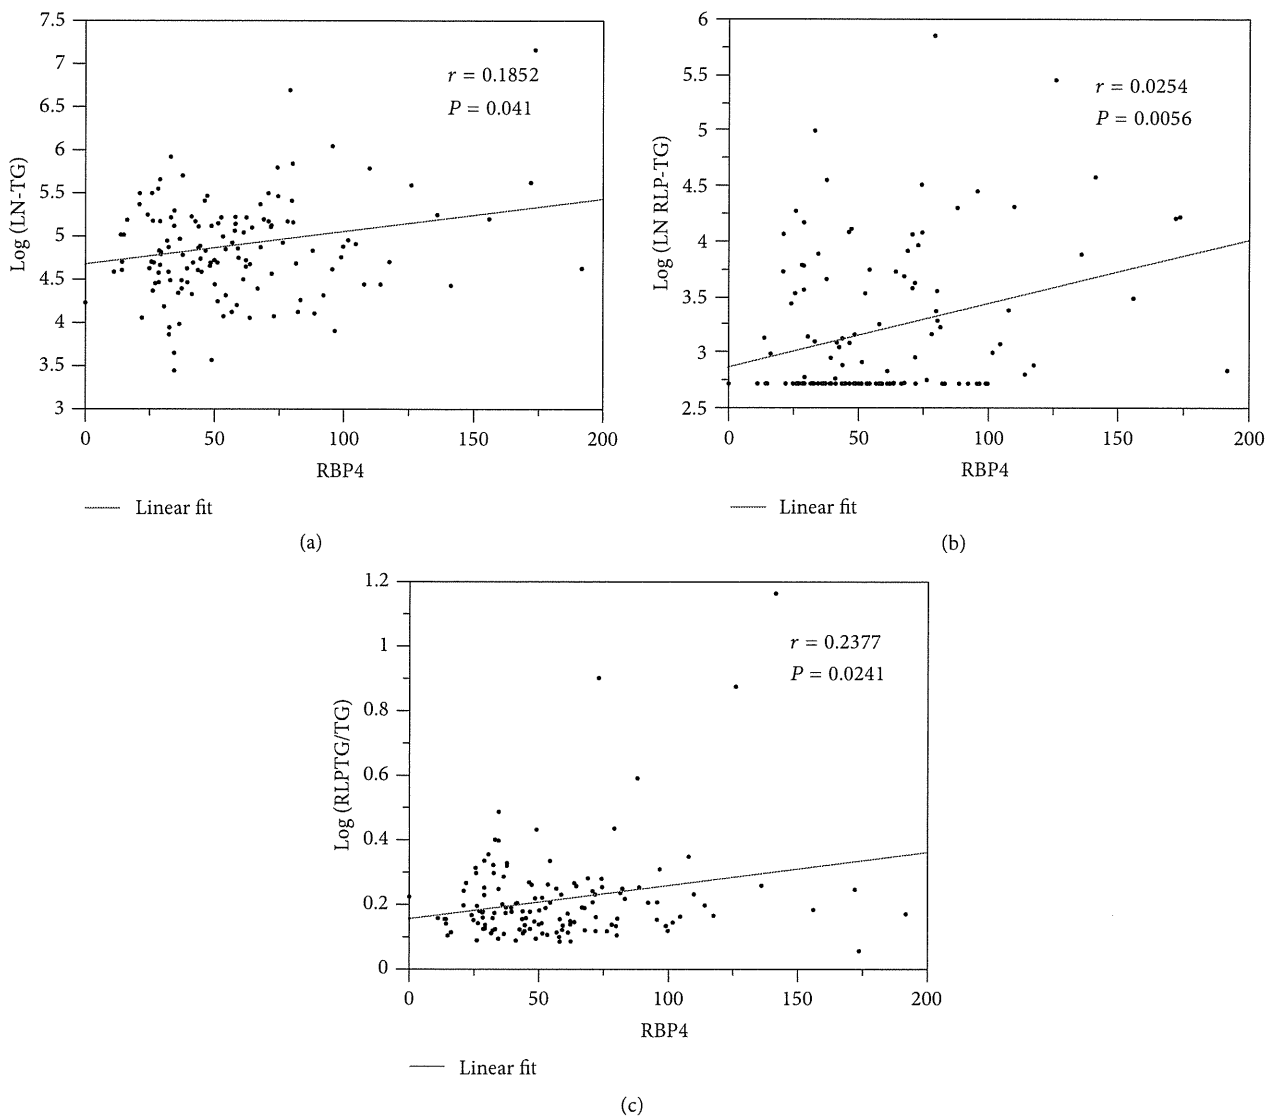 7.5
7
6.5
6
5.5
5
4.5
4
3.5
3
Log (LN-TG)
r = 0.1852
P = 0.041
0 50 100 150 200
RBP4
Linear fit
(a)
6
5.5
5
4.5
4
3.5
3
2.5
Log (LN RLP-TG)
r = 0.0254
P = 0.0056
0 50 100 150 200
RBP4
Linear fit
(b)
1.2
1
0.8
0.6
0.4
0.2
0
Log (RLPTG/TG)
r = 0.2377
P = 0.0241
0 50 100 150 200
RBP4
Linear fit
(c)